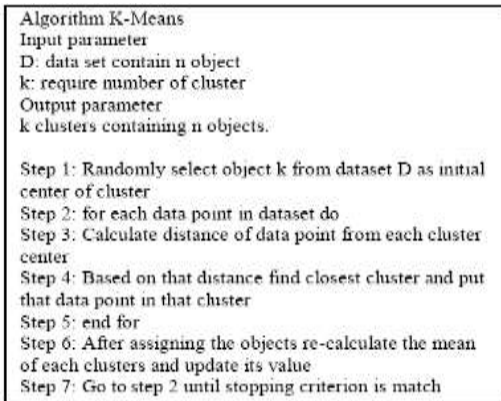 Algorithm K-Means
Input parameter
D: data set contain n object
k: require number of cluster
Output parameter
k clusters containing n objects.
Step 1: Randomly select object k from dataset D as initial
center of cluster
Step 2: for each data point in dataset do
Step 3: Calculate distance of data point from each cluster
center
Step 4: Based on that distance find closest cluster and put
that data point in that cluster
Step 5: end for
Step 6: After assigning the objects re-calculate the mean
of each clusters and update its value
Step 7: Go to step 2 until stopping criterion is match